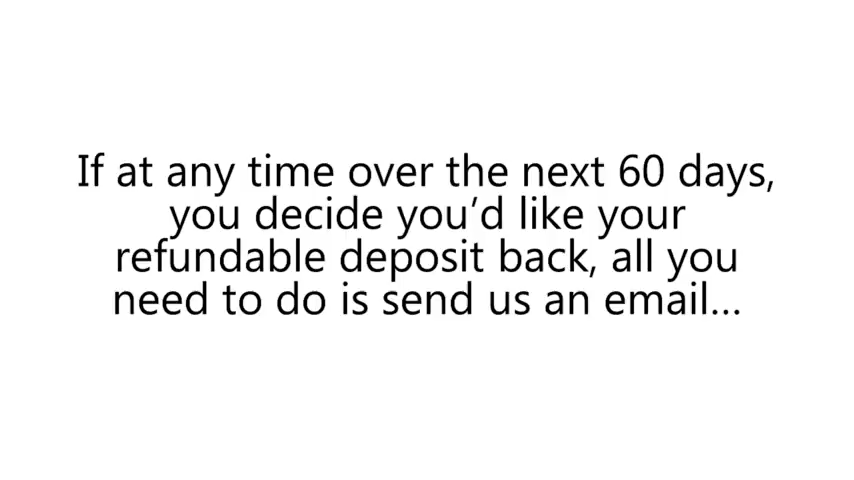 If at any time over the next 60 days,
you decide you’d like your
refundable deposit back, all you
need to do is send us an email...